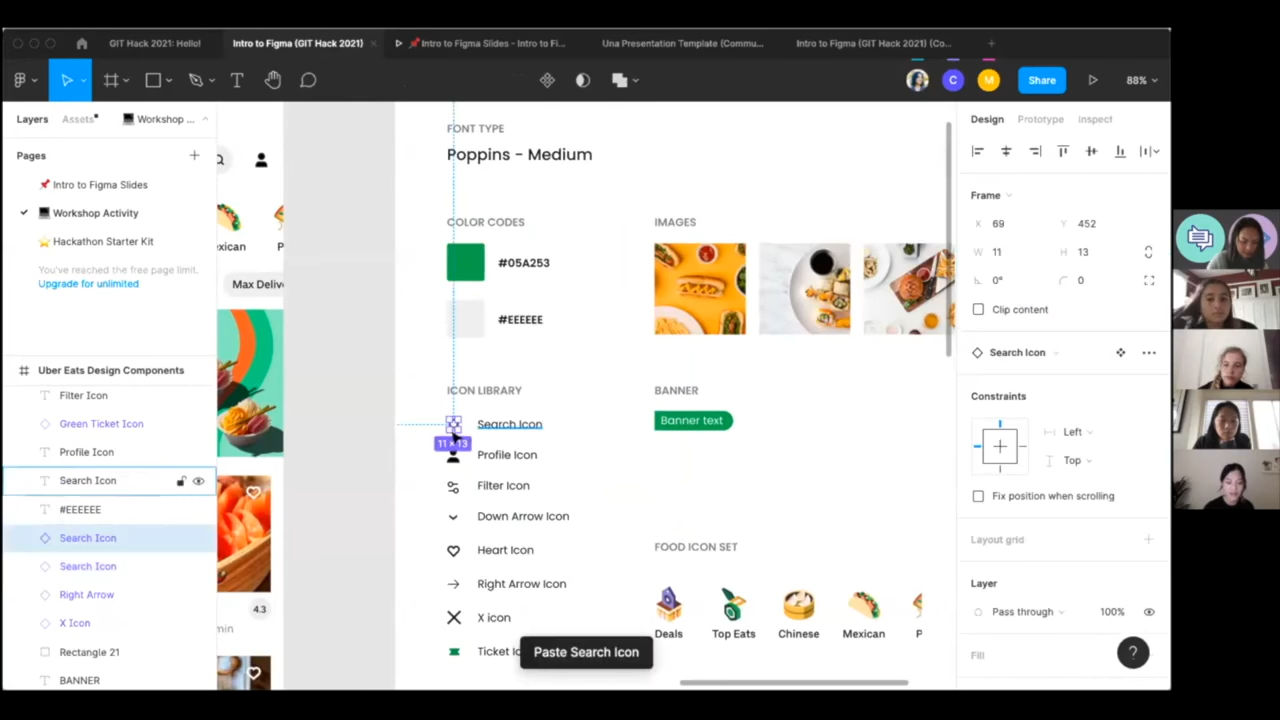 GIT Hack 2021: Hello!
Intro to Figma (GIT Hack 2021)
Intro to Figma Slides - Intro to Fi...
Una Presentation Template (Commu...
Intro to Figma (GIT Hack 2021) (Co...
C
M
Share
88%
Layers
Assets
Workshop ...
Pages
Intro to Figma Slides
Workshop Activity
Hackathon Starter Kit
You've reached the free page limit.
Upgrade for unlimited
Uber Eats Design Components
Filter Icon
Green Ticket Icon
Profile Icon
Search Icon
#EEEEEE
Search Icon
Search Icon
Right Arrow
X Icon
Rectangle 21
BANNER
Max Delive
4.3
min
FONT TYPE
Poppins - Medium
COLOR CODES
#05A253
#EEEEEE
IMAGES
ICON LIBRARY
Search Icon
11 × 13
Profile Icon
Filter Icon
Down Arrow Icon
Heart Icon
Right Arrow Icon
X icon
Ticket Ic
Paste Search Icon
BANNER
Banner text
FOOD ICON SET
Deals
Top Eats
Chinese
Mexican
P
Design
Prototype
Inspect
Frame
X 69
Y 452
W 11
H 13
0°
0
Clip content
Search Icon
Constraints
Left
Top
Fix position when scrolling
Layout grid
Layer
Pass through
100%
Fill
?